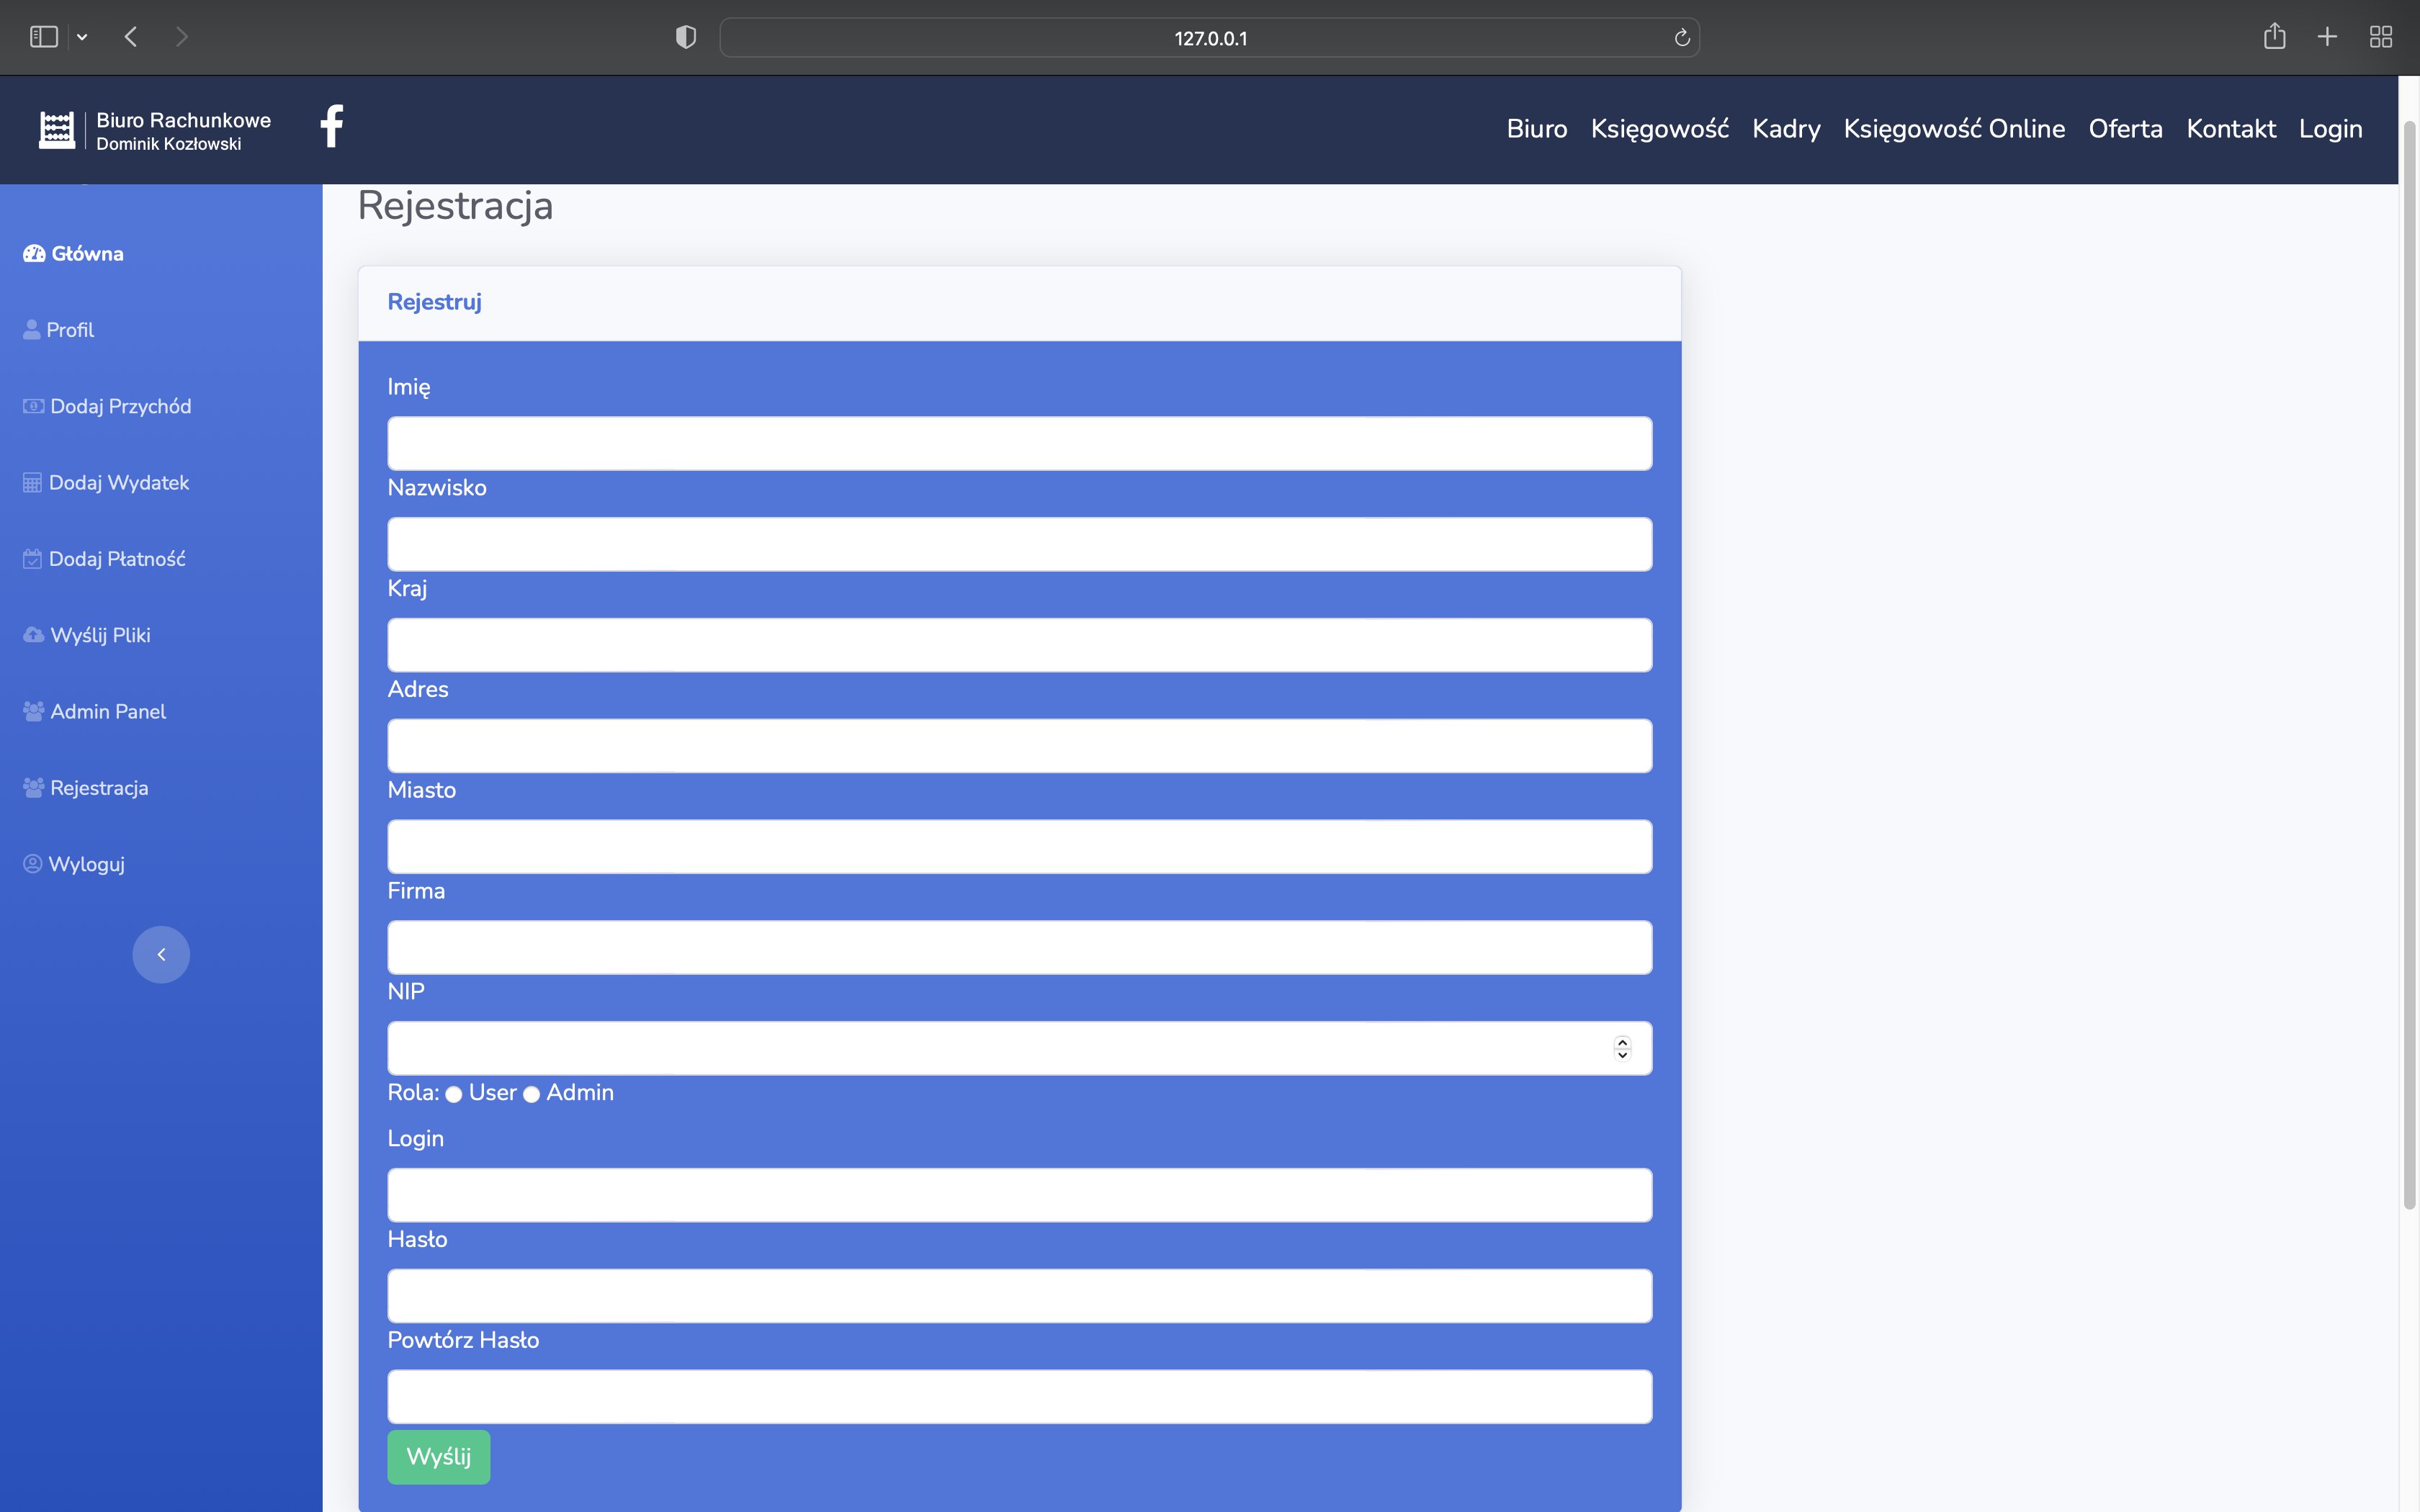 127.0.0.1
Biuro Rachunkowe
Dominik Kozłowski
Biuro Księgowość Kadry Księgowość Online Oferta Kontakt Login
Główna
Profil
Dodaj Przychód
Dodaj Wydatek
Dodaj Płatność
Wyślij Pliki
Admin Panel
Rejestracja
Wyloguj
Rejestracja
Rejestruj
Imię
Nazwisko
Kraj
Adres
Miasto
Firma
NIP
Rola: User Admin
Login
Hasło
Powtórz Hasło
Wyślij